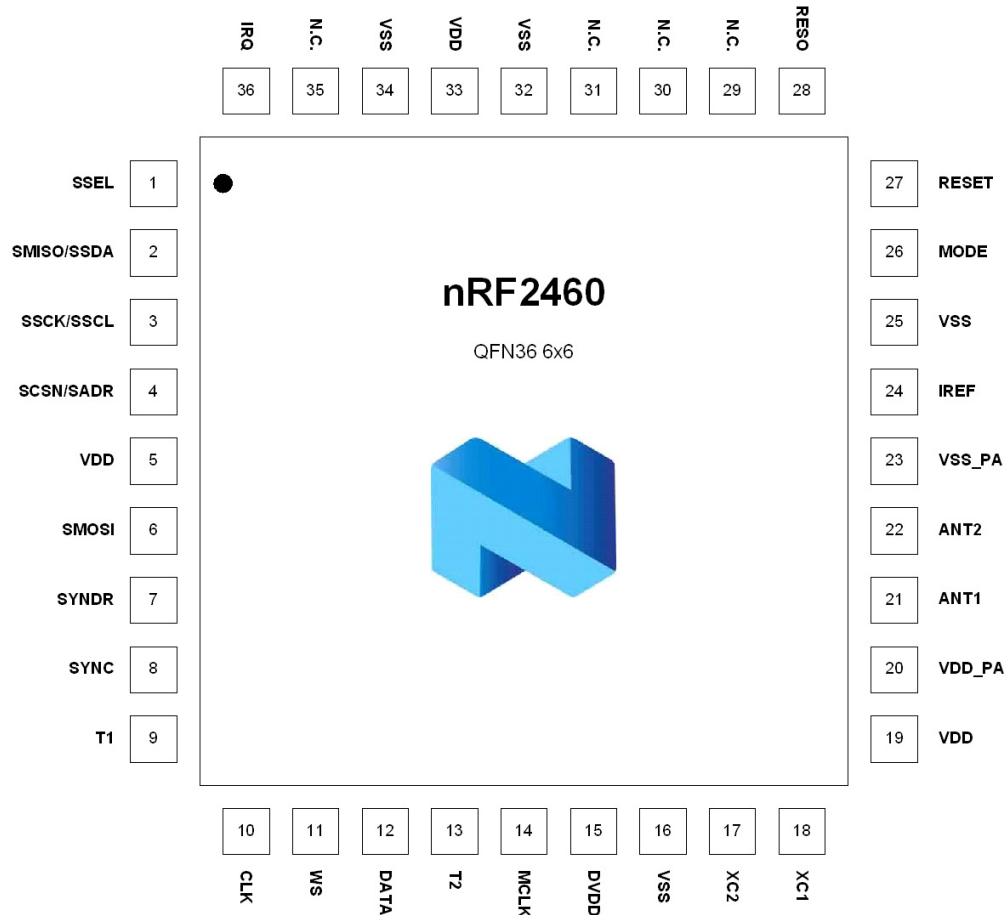 IRQ N.C. VSS VDD VSS N.C. N.C. N.C. RESO
36 35 34 33 32 31 30 29 28
SSEL 1 27 RESET
SMISO/SSDA 2 26 MODE
nRF2460
SSCK/SSCL 3 25 VSS
QFN36 6x6
SCSN/SADR 4 24 IREF
VDD 5 23 VSS_PA
SMOSI 6 22 ANT2
SYNDR 7 21 ANT1
SYNC 8 20 VDD_PA
T1 9 19 VDD
10 11 12 13 14 15 16 17 18
CLK WS DATA T2 MCLK DVDD VSS XC2 XC1